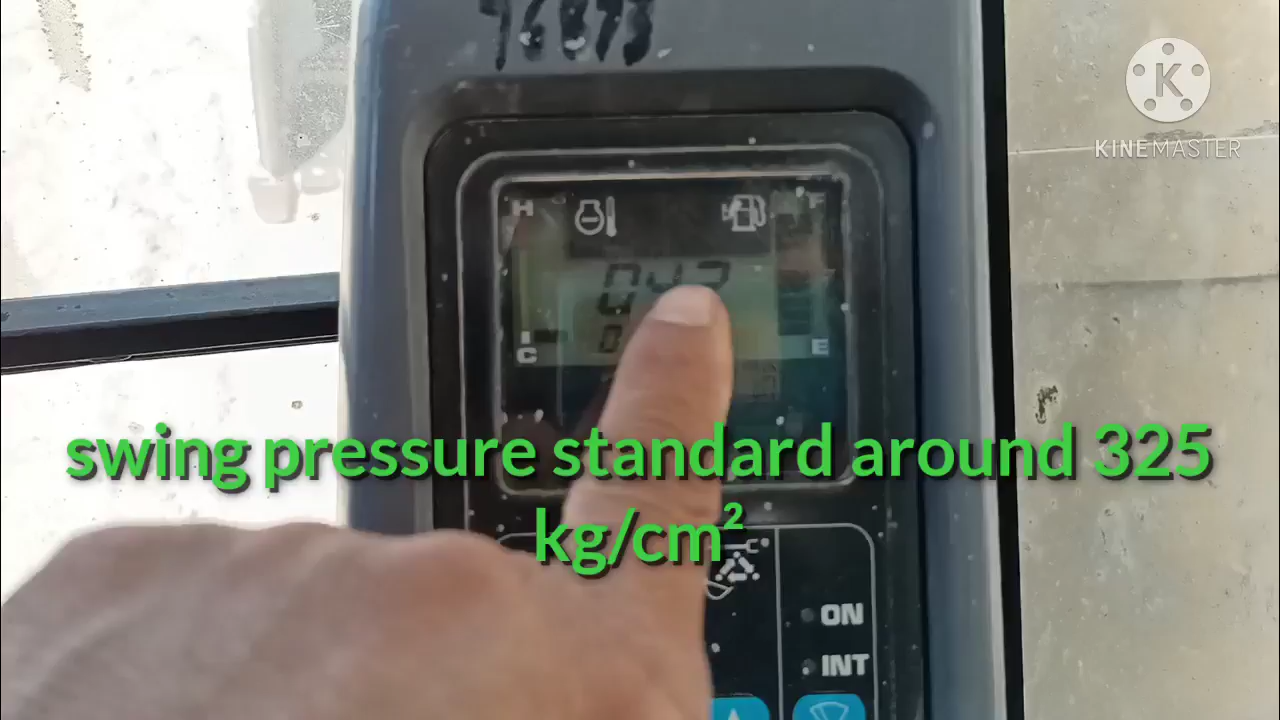 K
KINEMASTER
H
F
C
E
swing pressure standard around 325
kg/cm²
ON
INT